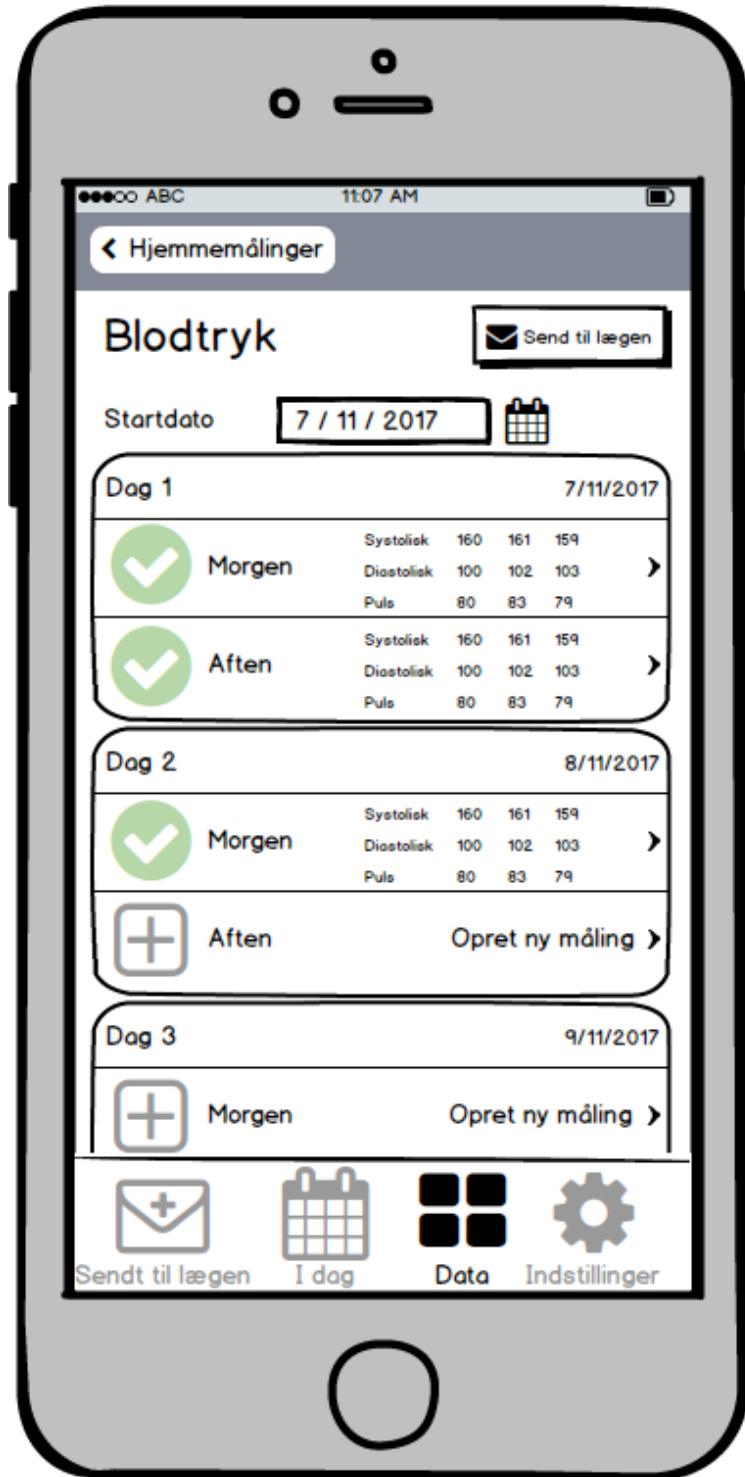 ABC 11:07 AM
Hjemmemålinger
Blodtryk
Send til lægen
Startdato 7 / 11 / 2017
Dag 1 7/11/2017
Morgen
Systolisk 160 161 159
Diastolisk 100 102 103
Puls 80 83 79
Aften
Systolisk 160 161 159
Diastolisk 100 102 103
Puls 80 83 79
Dag 2 8/11/2017
Morgen
Systolisk 160 161 159
Diastolisk 100 102 103
Puls 80 83 79
Aften Opret ny måling
Dag 3 9/11/2017
Morgen Opret ny måling
Sendt til lægen I dag Data Indstillinger